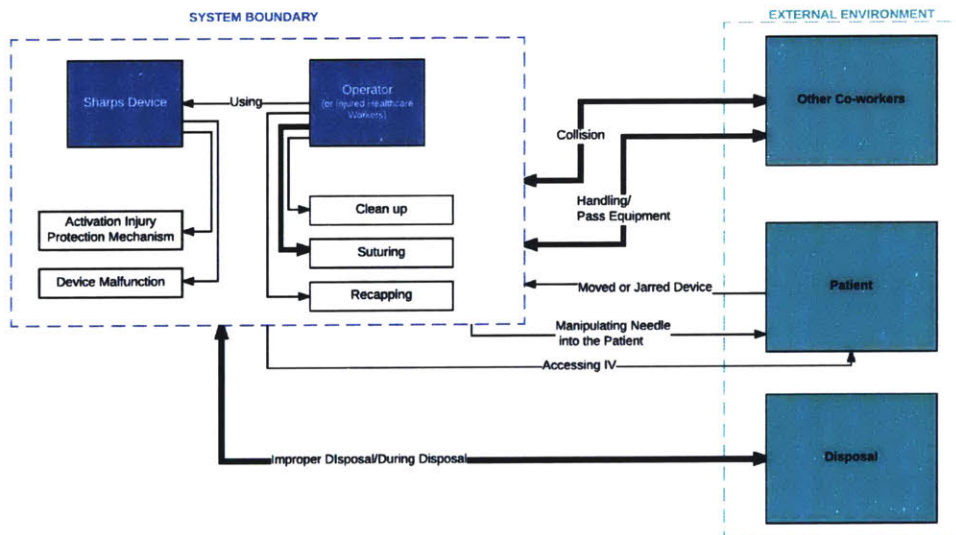 SYSTEM BOUNDARY
EXTERNAL ENVIRONMENT
Sharps Device
Using
Operator
(or Injured Healthcare
Workers)
Other Co-workers
Collision
Handling/
Pass Equipment
Clean up
Activation Injury
Protection Mechanism
Suturing
Device Malfunction
Recapping
Moved or Jarred Device
Patient
Manipulating Needle
into the Patient
Accessing IV
Improper DIsposal/During Disposal
Disposal